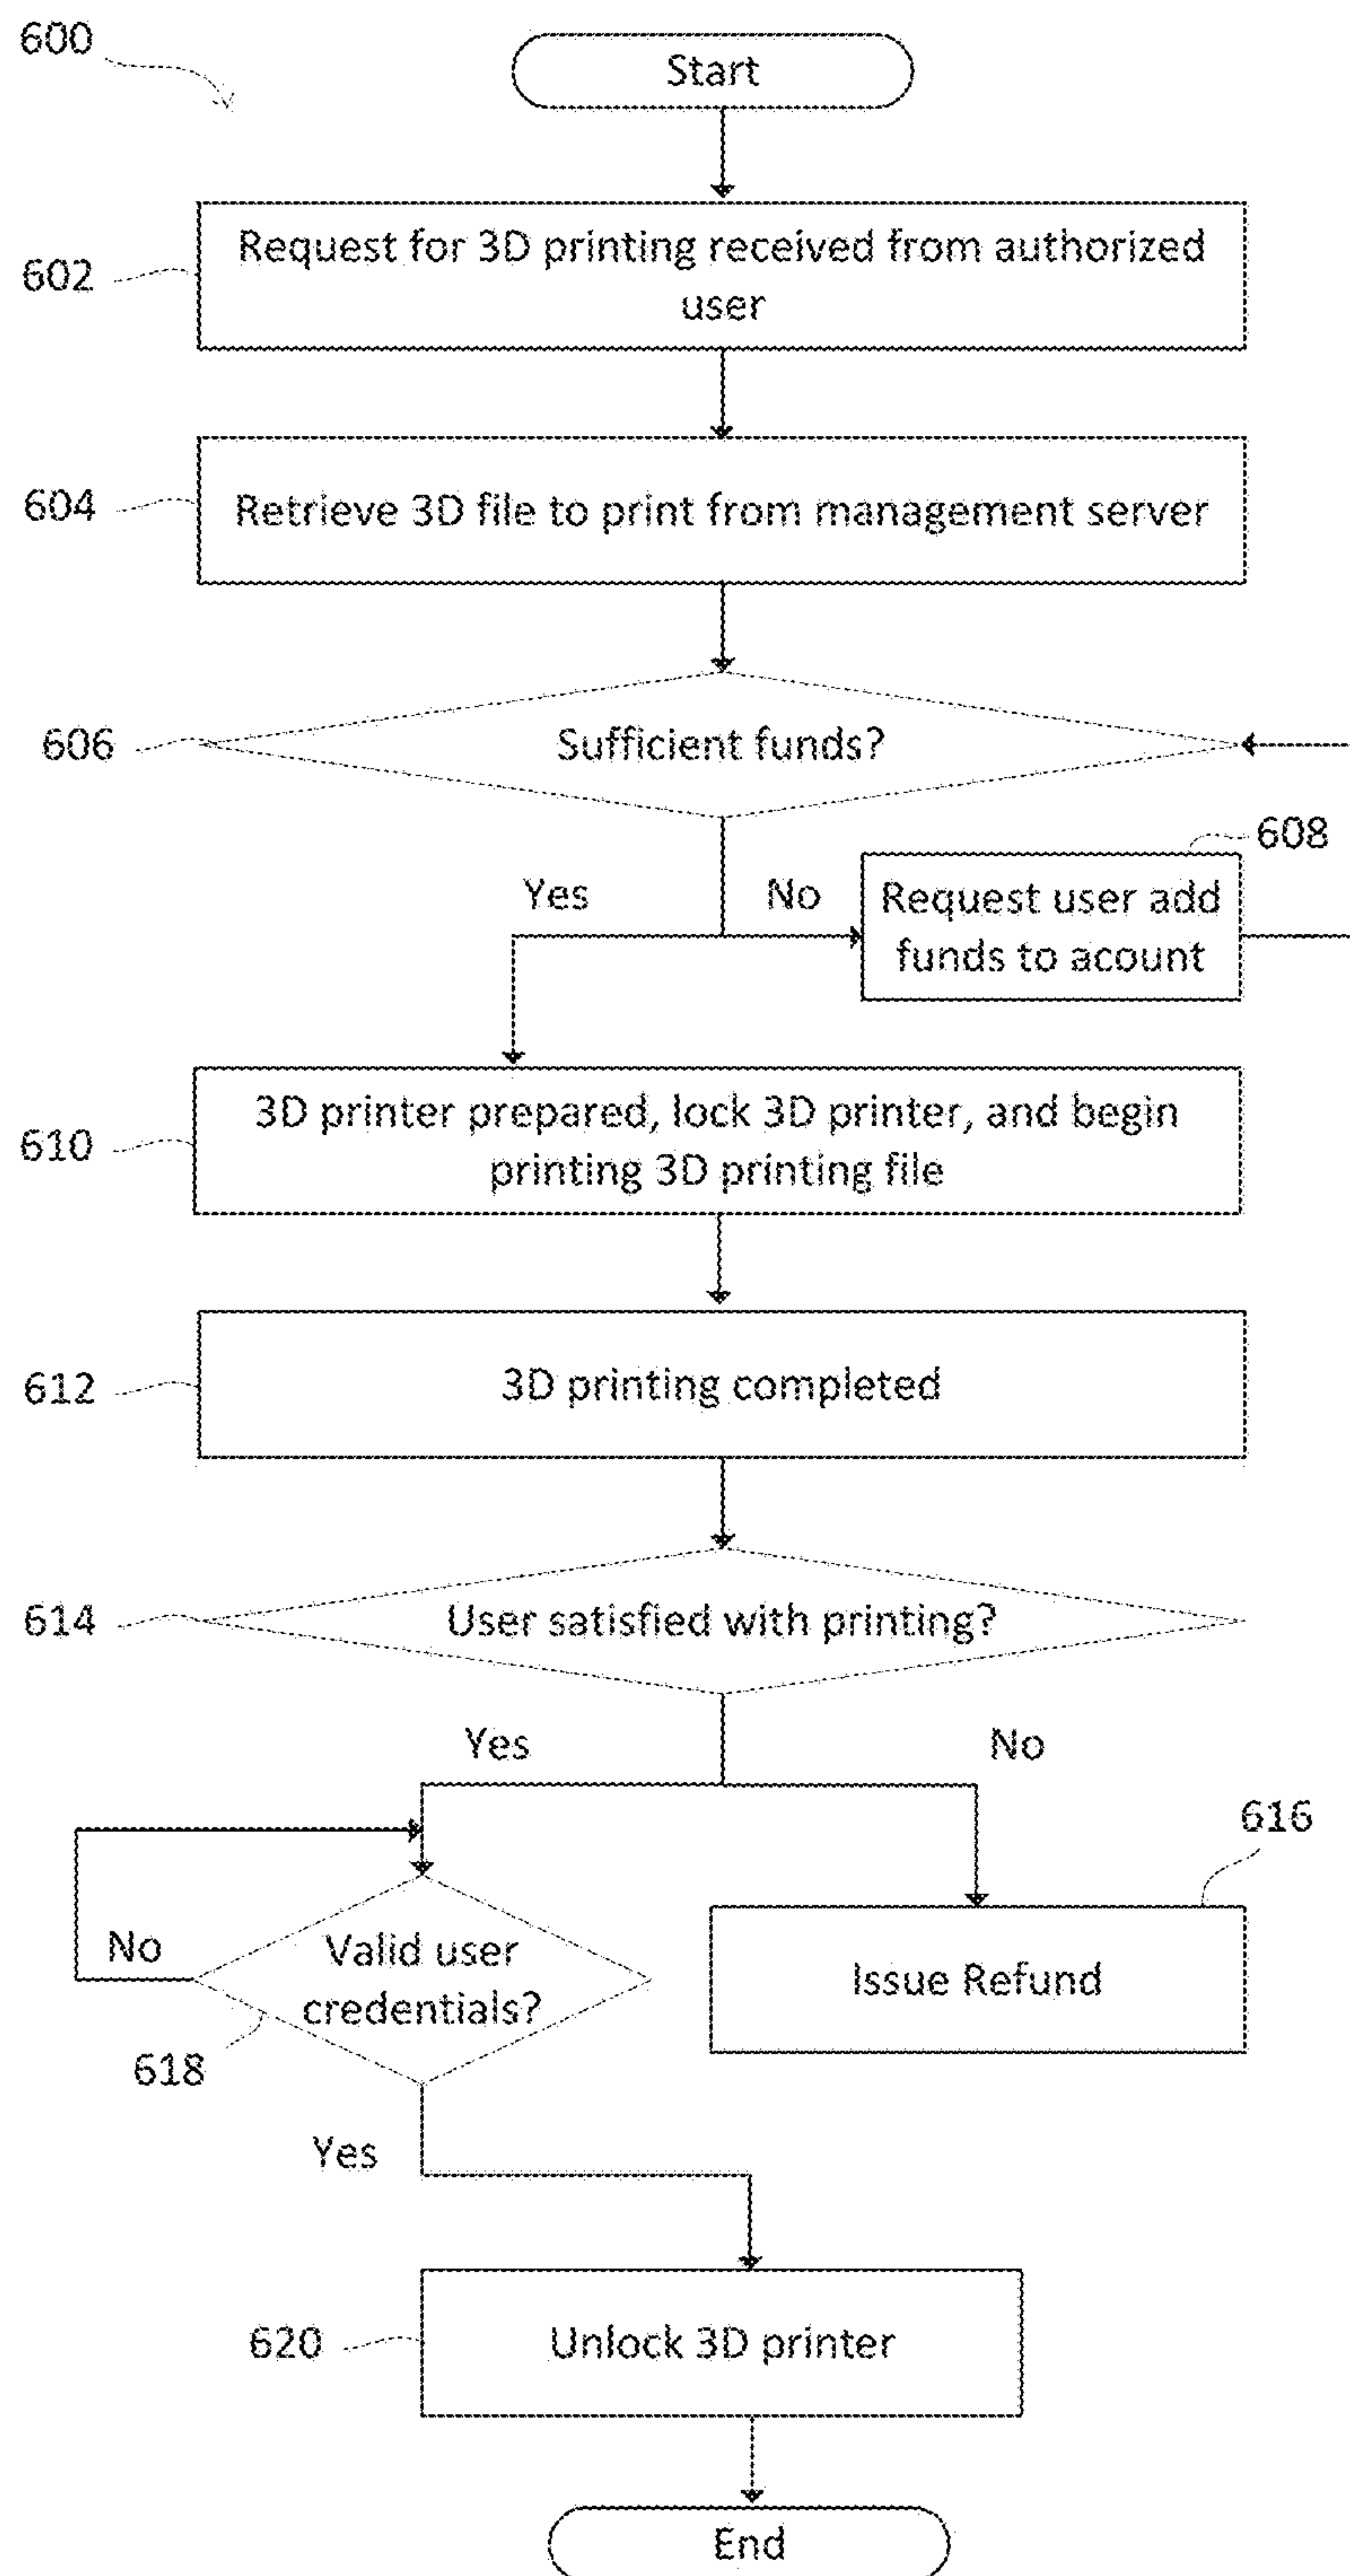 600
Start
602
Request for 3D printing received from authorized
user
604
Retrieve 3D file to print from management server
606
Sufficient funds?
608
Yes
No
Request user add
funds to acount
610
3D printer prepared, lock 3D printer, and begin
printing 3D printing file
612
3D printing completed
614
User satisfied with printing?
Yes
No
616
No
Valid user
credentials?
618
Issue Refund
Yes
620
Unlock 3D printer
End